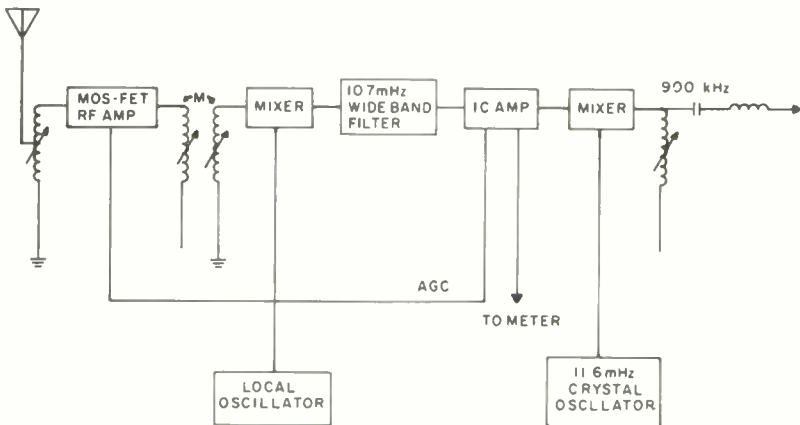 MOS-FET
RF AMP
M
MIXER
10.7mHz
WIDE BAND
FILTER
IC AMP
MIXER
900 kHz
AGC
TO METER
LOCAL
OSCILLATOR
11.6mHz
CRYSTAL
OSCLLATOR